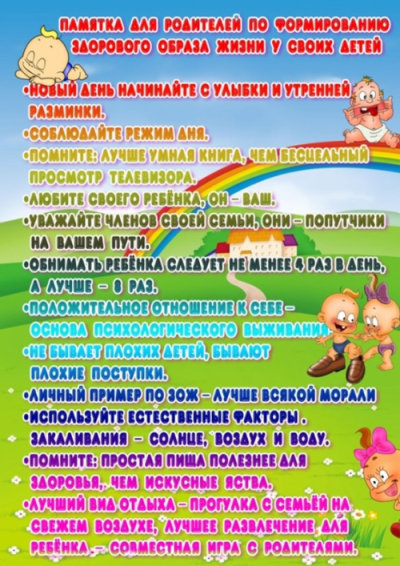 ПАМЯТКА ДЛЯ РОДИТЕЛЕЙ ПО ФОРМИРОВАНИЮ
ЗДОРОВОГО ОБРАЗА ЖИЗНИ У СВОИХ ДЕТЕЙ
•НОВЫЙ ДЕНЬ НАЧИНАЙТЕ С УЛЫБКИ И УТРЕННЕЙ
РАЗМИНКИ.
•СОБЛЮДАЙТЕ РЕЖИМ ДНЯ.
•ПОМНИТЕ: ЛУЧШЕ УМНАЯ КНИГА, ЧЕМ БЕСЦЕЛЬНЫЙ
ПРОСМОТР ТЕЛЕВИЗОРА.
•ЛЮБИТЕ СВОЕГО РЕБЁНКА, ОН – ВАШ.
•УВАЖАЙТЕ ЧЛЕНОВ СВОЕЙ СЕМЬИ, ОНИ – ПОПУТЧИКИ
НА ВАШЕМ ПУТИ.
•ОБНИМАТЬ РЕБЁНКА СЛЕДУЕТ НЕ МЕНЕЕ 4 РАЗ В ДЕНЬ,
А ЛУЧШЕ – 8 РАЗ.
•ПОЛОЖИТЕЛЬНОЕ ОТНОШЕНИЕ К СЕБЕ –
ОСНОВА ПСИХОЛОГИЧЕСКОГО ВЫЖИВАНИЯ
•НЕ БЫВАЕТ ПЛОХИХ ДЕТЕЙ, БЫВАЮТ
ПЛОХИЕ ПОСТУПКИ.
•ЛИЧНЫЙ ПРИМЕР ПО ЗОЖ – ЛУЧШЕ ВСЯКОЙ МОРАЛИ
•ИСПОЛЬЗУЙТЕ ЕСТЕСТВЕННЫЕ ФАКТОРЫ .
ЗАКАЛИВАНИЯ – СОЛНЦЕ, ВОЗДУХ И ВОДУ.
•ПОМНИТЕ: ПРОСТАЯ ПИЩА ПОЛЕЗНЕЕ ДЛЯ
ЗДОРОВЬЯ, ЧЕМ ИСКУСНЫЕ ЯСТВА.
•ЛУЧШИЙ ВИД ОТДЫХА – ПРОГУЛКА С СЕМЬЁЙ НА
СВЕЖЕМ ВОЗДУХЕ, ЛУЧШЕЕ РАЗВЛЕЧЕНИЕ ДЛЯ
РЕБЁНКА – СОВМЕСТНАЯ ИГРА С РОДИТЕЛЯМИ.